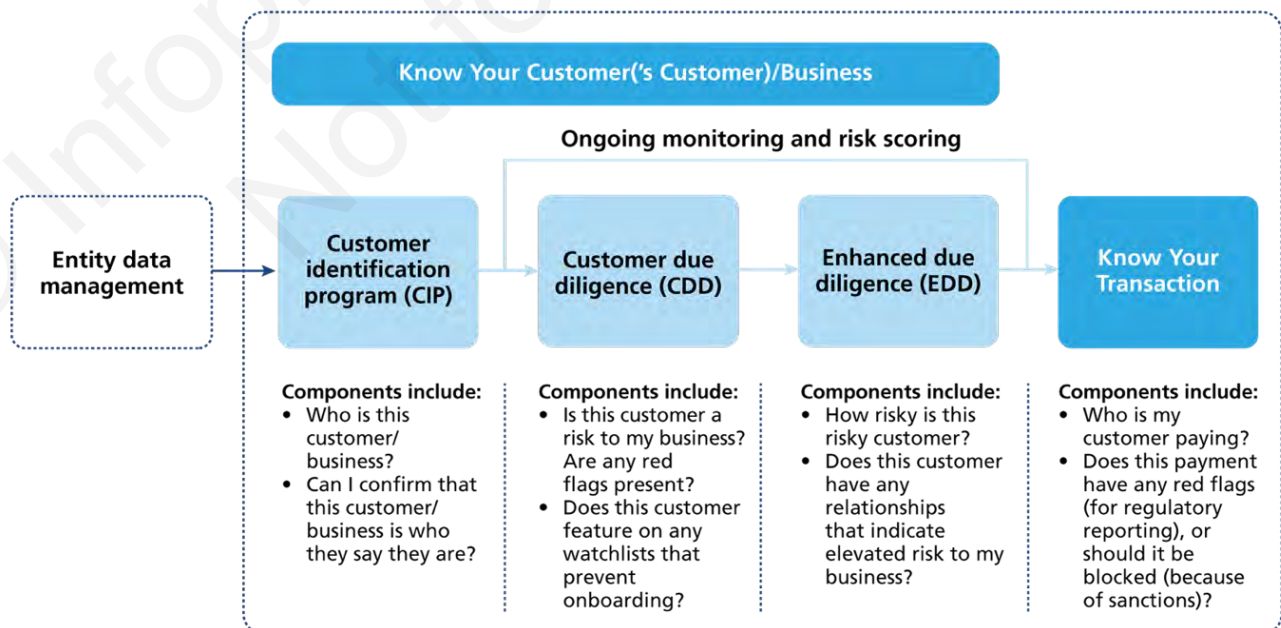 Know Your Customer('s Customer)/Business
Ongoing monitoring and risk scoring
Entity data
management
Customer
identification
program (CIP)
Customer due
diligence (CDD)
Enhanced due
diligence (EDD)
Know Your
Transaction
Components include:
• Who is this
customer/
business?
• Can I confirm that
this customer/
business is who
they say they are?
Components include:
• Is this customer a
risk to my business?
Are any red
flags present?
• Does this customer
feature on any
watchlists that
prevent
onboarding?
Components include:
• How risky is this
risky customer?
• Does this customer
have any
relationships
that indicate
elevated risk to my
business?
Components include:
• Who is my
customer paying?
• Does this payment
have any red flags
(for regulatory
reporting), or
should it be
blocked (because
of sanctions)?